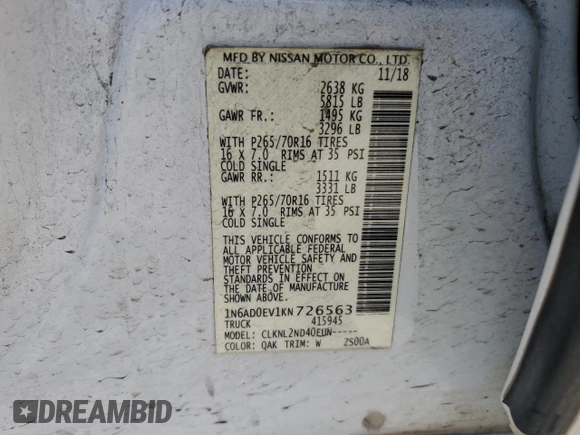 MFD BY NISSAN MOTOR CO., LTD.
DATE: 11/18
GVWR: 2638 KG
5815 LB
GAWR FR.: 1495 KG
3296 LB
WITH P265/70R16 TIRES
16 X 7.0 RIMS AT 35 PSI
COLD SINGLE
GAWR RR.: 1511 KG
3331 LB
WITH P265/70R16 TIRES
16 X 7.0 RIMS AT 35 PSI
COLD SINGLE
THIS VEHICLE CONFORMS TO
ALL APPLICABLE FEDERAL
MOTOR VEHICLE SAFETY AND
THEFT PREVENTION
STANDARDS IN EFFECT ON
THE DATE OF MANUFACTURE
SHOWN ABOVE.
1N6AD0EV1KN726563
TRUCK 415945
MODEL: CLKNL2ND40EUN-----
COLOR: QAK TRIM: W ZS00A
DREAMBID